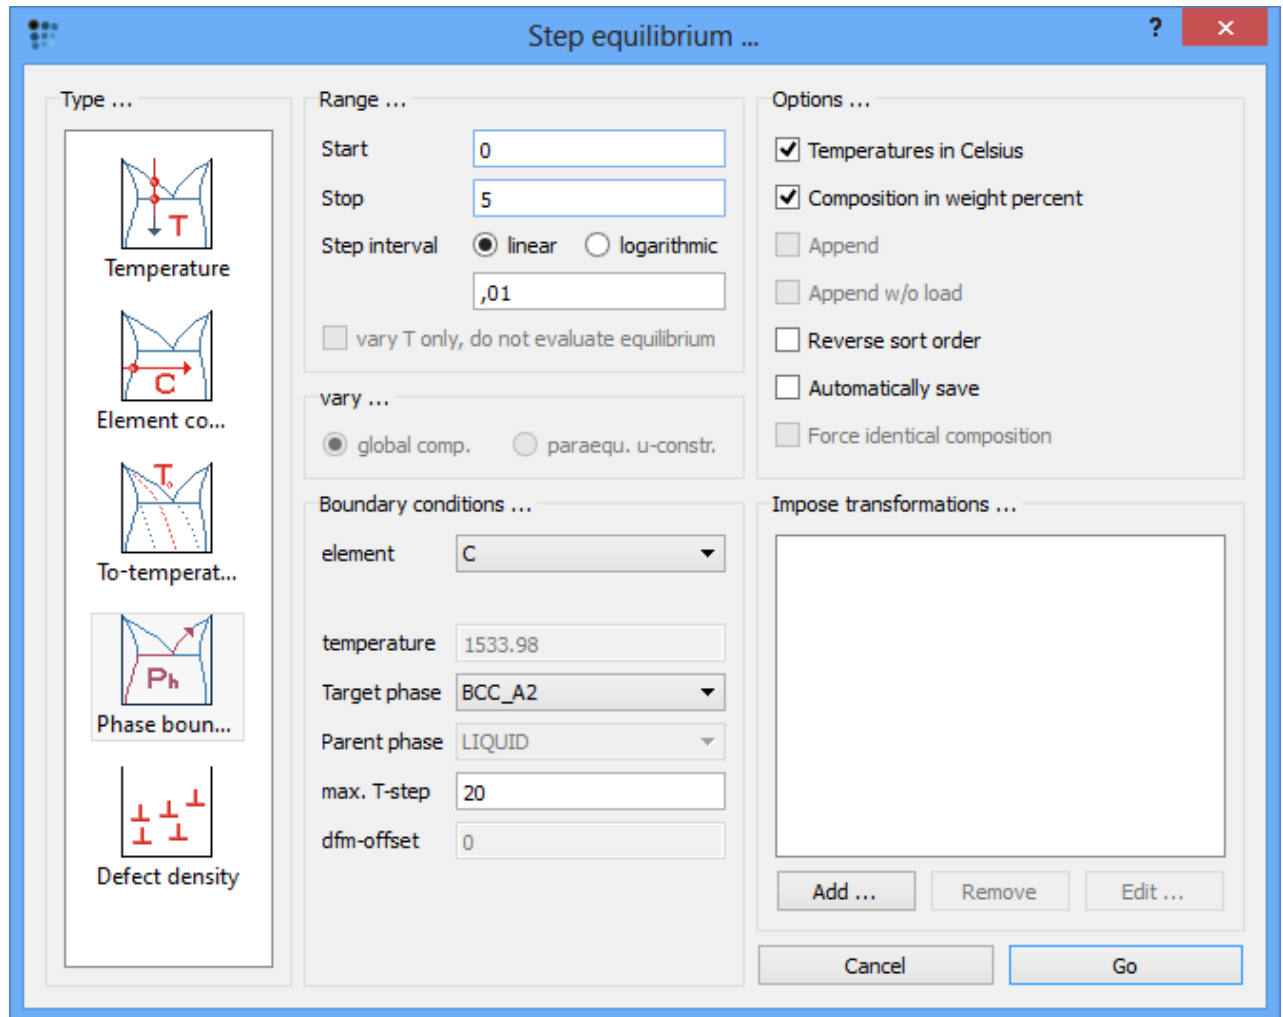 Step equilibrium ...
?
x
Type ...
T
Temperature
C
Element co...
To
To-temperat...
Ph
Phase boun...
Defect density
Range ...
Start 0
Stop 5
Step interval linear logarithmic
,01
vary T only, do not evaluate equilibrium
vary ...
global comp. paraequ. u-constr.
Boundary conditions ...
element C
temperature 1533.98
Target phase BCC_A2
Parent phase LIQUID
max. T-step 20
dfm-offset 0
Options ...
Temperatures in Celsius
Composition in weight percent
Append
Append w/o load
Reverse sort order
Automatically save
Force identical composition
Impose transformations ...
Add ... Remove Edit ...
Cancel Go